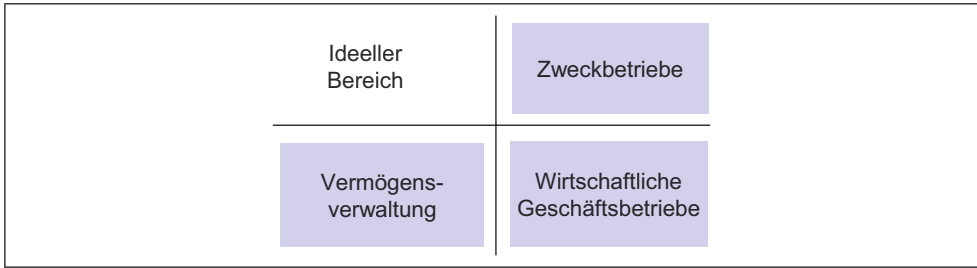 Ideeller
Bereich
Zweckbetriebe
Vermögens-
verwaltung
Wirtschaftliche
Geschäftsbetriebe